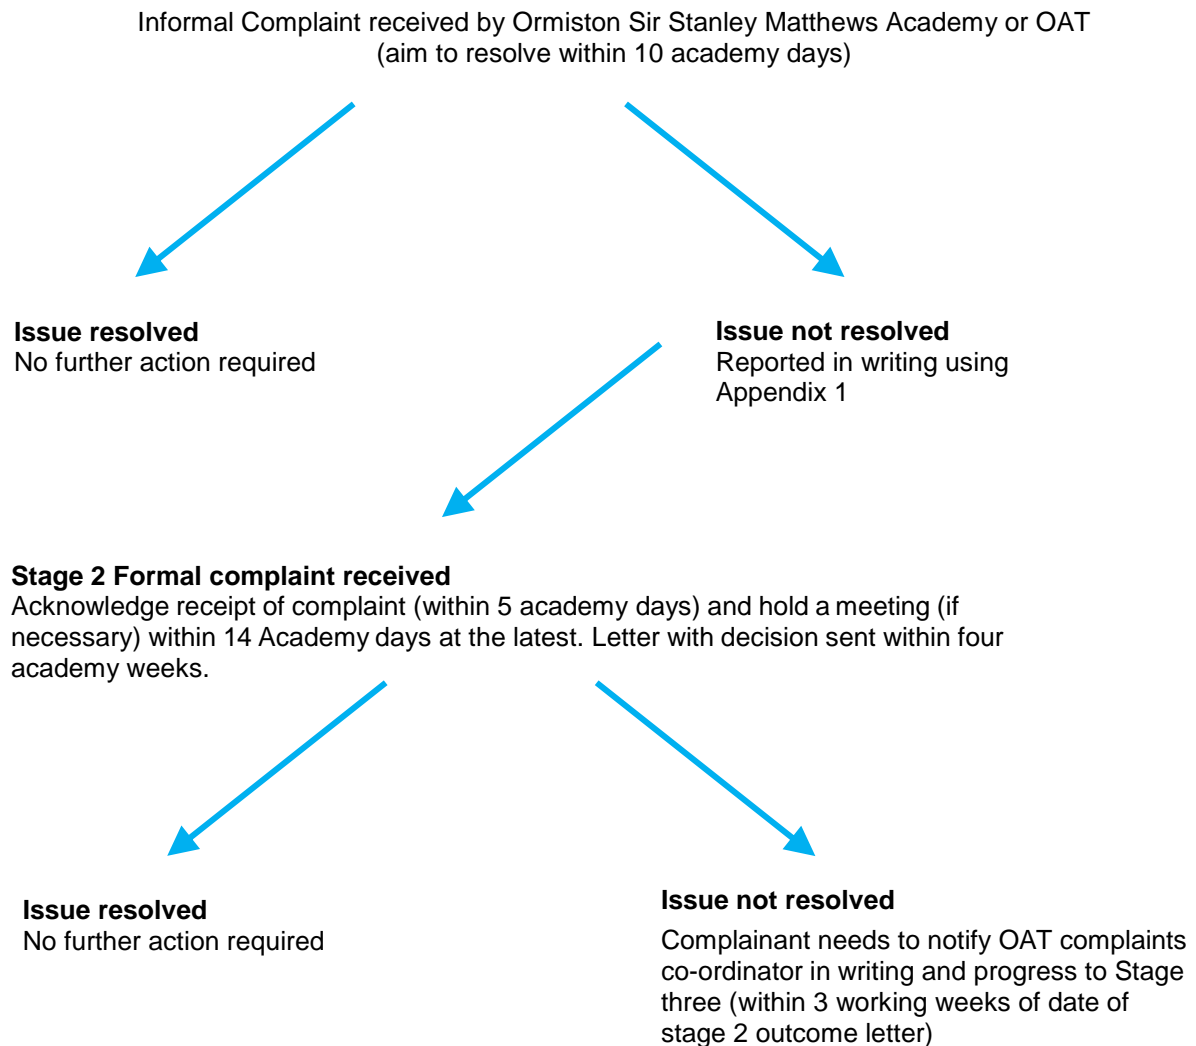 Informal Complaint received by Ormiston Sir Stanley Matthews Academy or OAT
(aim to resolve within 10 academy days)
Issue resolved
No further action required
Issue not resolved
Reported in writing using
Appendix 1
Stage 2 Formal complaint received
Acknowledge receipt of complaint (within 5 academy days) and hold a meeting (if
necessary) within 14 Academy days at the latest. Letter with decision sent within four
academy weeks.
Issue resolved
No further action required
Issue not resolved
Complainant needs to notify OAT complaints
co-ordinator in writing and progress to Stage
three (within 3 working weeks of date of
stage 2 outcome letter)